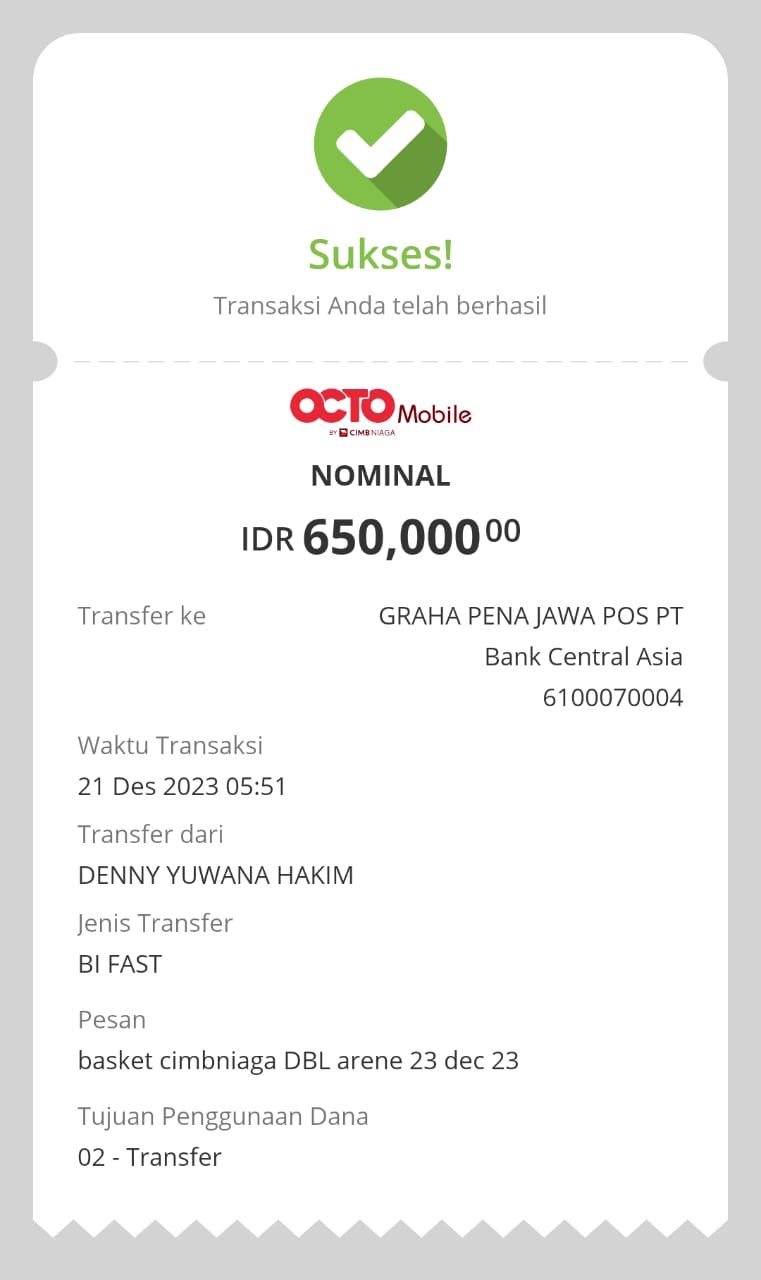 Sukses!
Transaksi Anda telah berhasil
OCTO Mobile
BY CIMB NIAGA
NOMINAL
IDR 650,000 00
Transfer ke GRAHA PENA JAWA POS PT
Bank Central Asia
6100070004
Waktu Transaksi
21 Des 2023 05:51
Transfer dari
DENNY YUWANA HAKIM
Jenis Transfer
BI FAST
Pesan
basket cimbniaga DBL arene 23 dec 23
Tujuan Penggunaan Dana
02 - Transfer